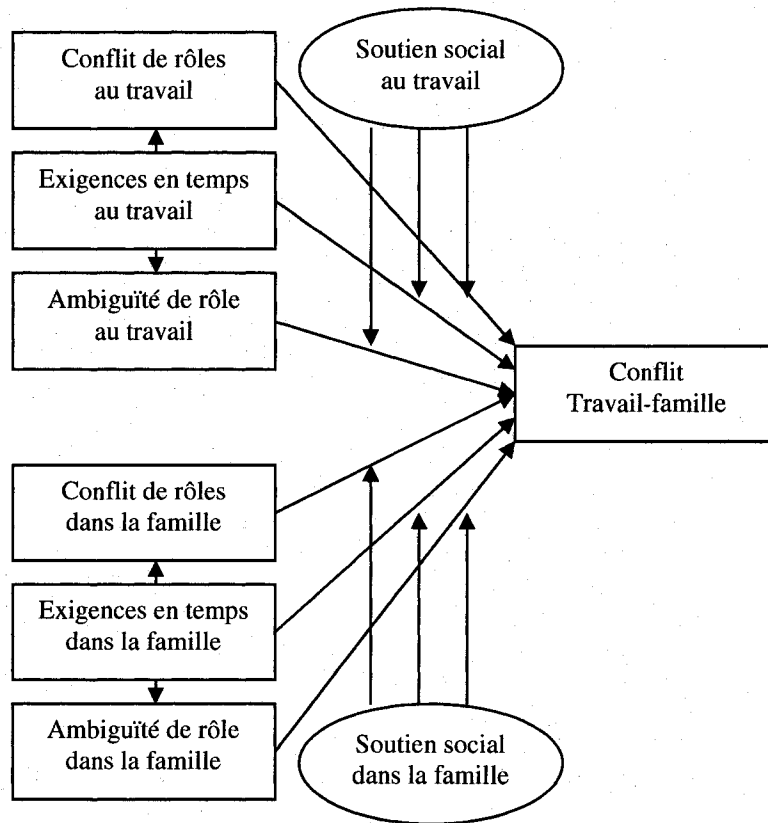 Conflit de rôles
au travail
Soutien social
au travail
Exigences en temps
au travail
Ambiguïté de rôle
au travail
Conflit
Travail-famille
Conflit de rôles
dans la famille
Exigences en temps
dans la famille
Ambiguïté de rôle
dans la famille
Soutien social
dans la famille